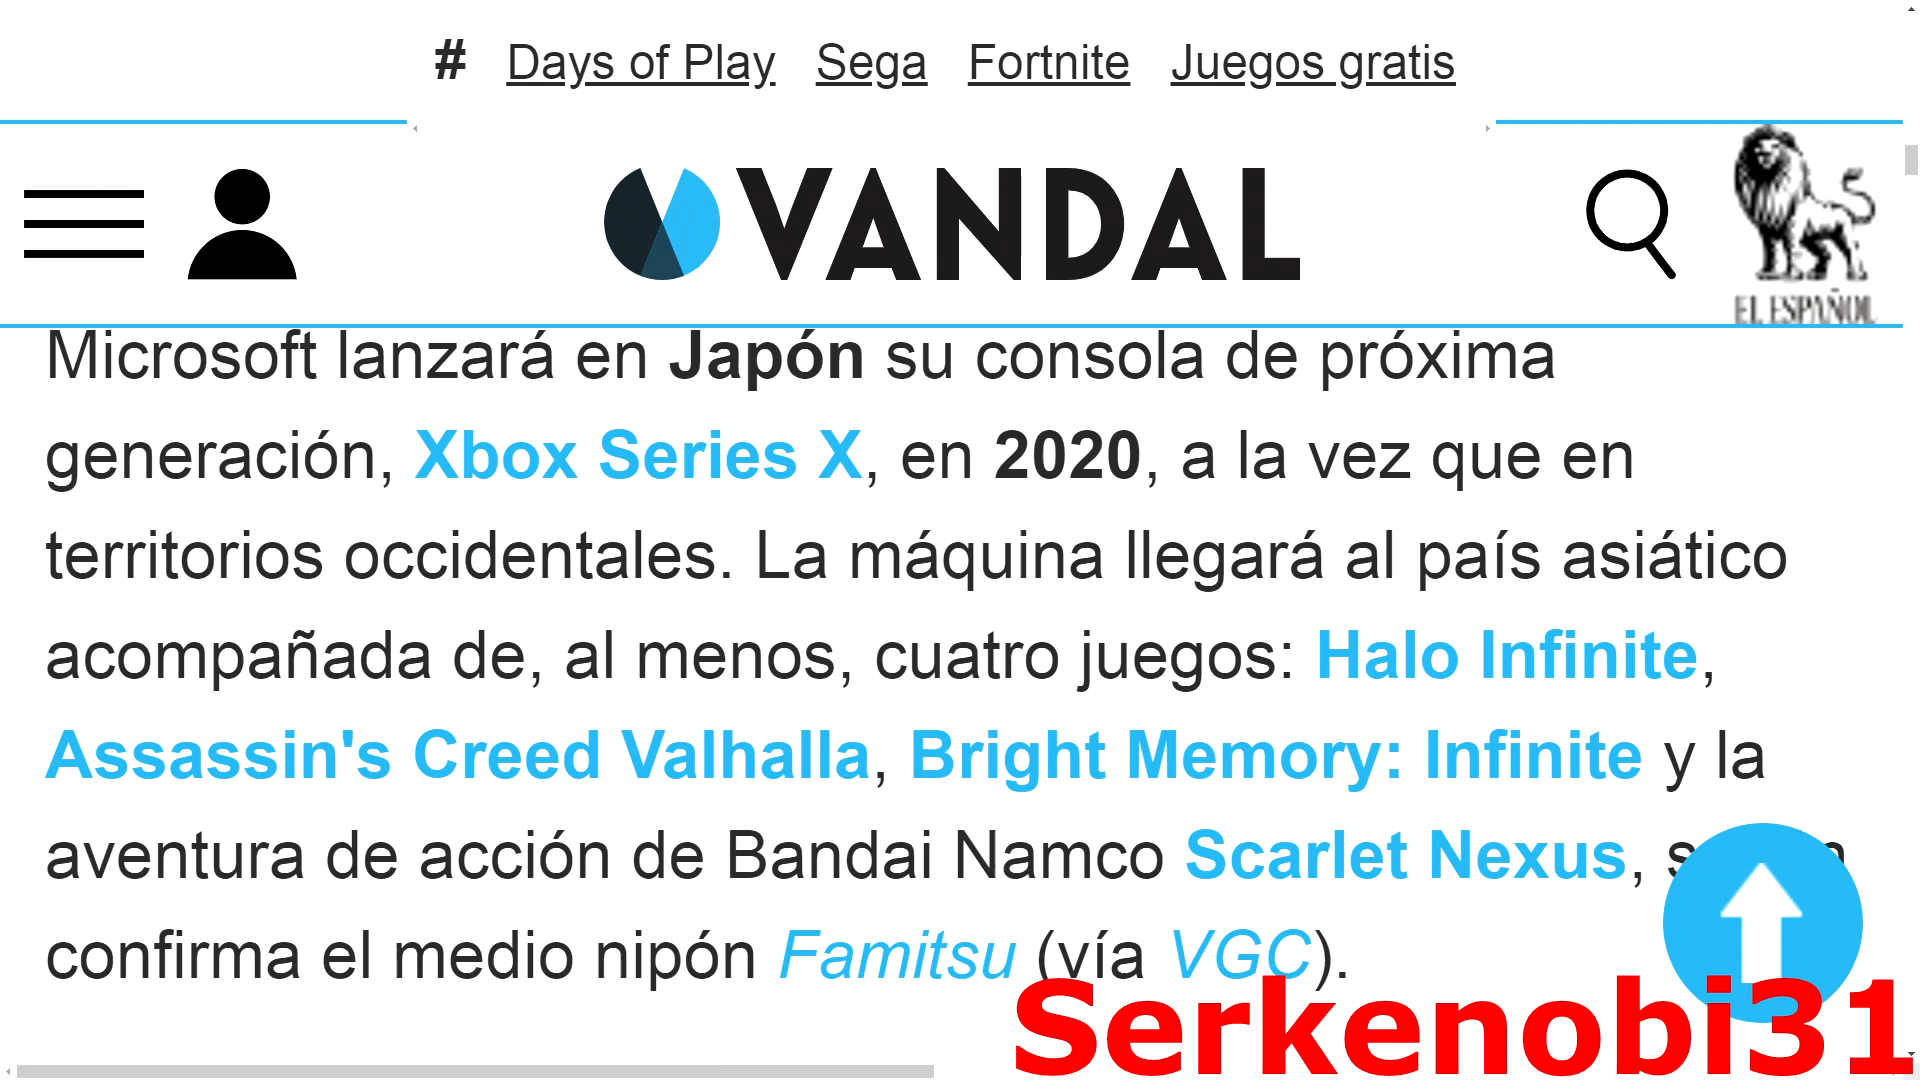 # Days of Play Sega Fortnite Juegos gratis
VANDAL
EL ESPAÑOL
Microsoft lanzará en Japón su consola de próxima
generación, Xbox Series X, en 2020, a la vez que en
territorios occidentales. La máquina llegará al país asiático
acompañada de, al menos, cuatro juegos: Halo Infinite,
Assassin's Creed Valhalla, Bright Memory: Infinite y la
aventura de acción de Bandai Namco Scarlet Nexus,
confirma el medio nipón Famitsu (vía VGC).
Serkenobi31